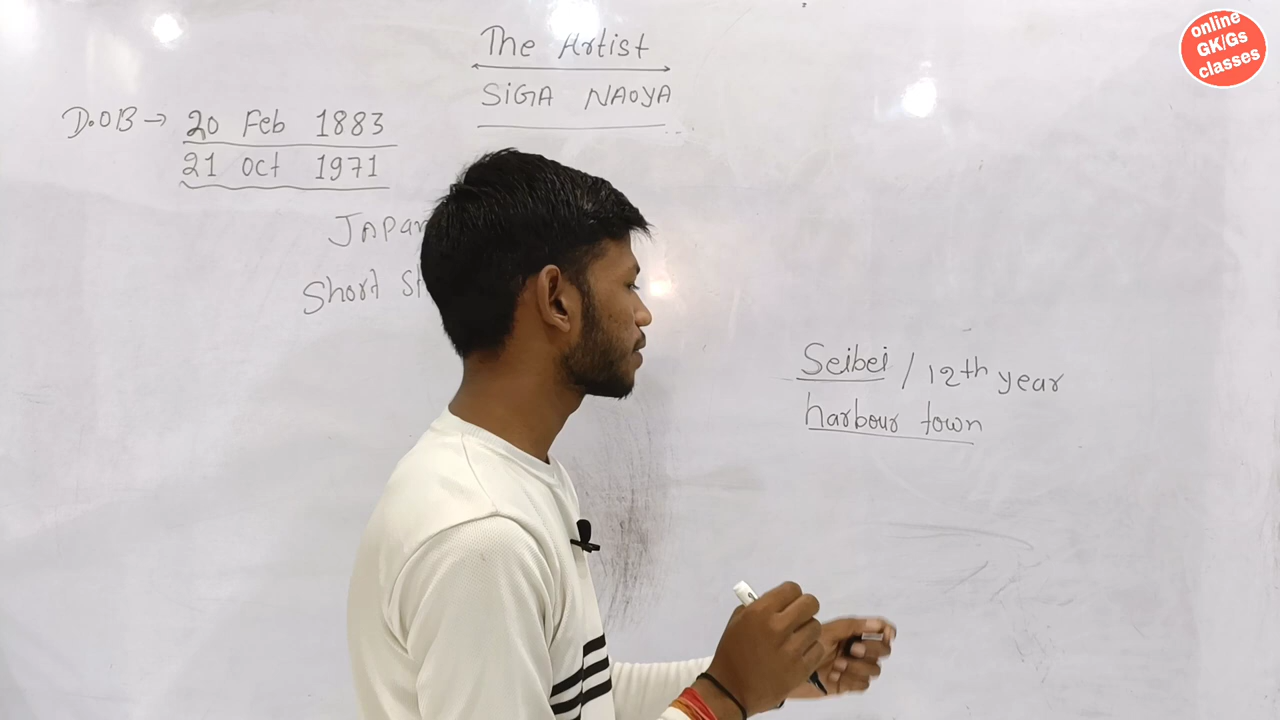 The Artist
SIGA NAOYA
D.OB → 20 Feb 1883
21 Oct 1971
Short
Seibei / 12th year
harbour town
online
GK/Gs
classes